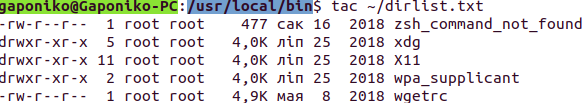 gaponiko@Gaponiko-PC:/usr/local/bin$ tac ~/dirlist.txt
-rw-r--r-- 1 root root 477 сак 16 2018 zsh_command_not_found
drwxr-xr-x 5 root root 4,0K ліп 25 2018 xdg
drwxr-xr-x 11 root root 4,0K ліп 25 2018 X11
drwxr-xr-x 2 root root 4,0K ліп 25 2018 wpa_supplicant
-rw-r--r-- 1 root root 4,9K мая 8 2018 wgetrc